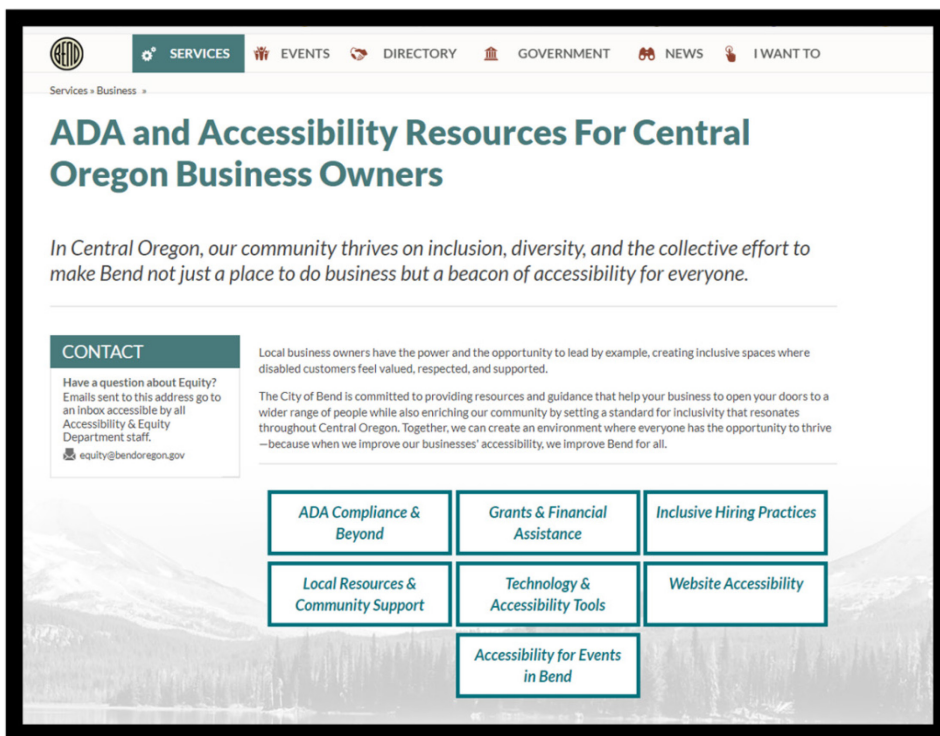 BEND
SERVICES
EVENTS
DIRECTORY
GOVERNMENT
NEWS
I WANT TO
Services » Business »
ADA and Accessibility Resources For Central
Oregon Business Owners
In Central Oregon, our community thrives on inclusion, diversity, and the collective effort to
make Bend not just a place to do business but a beacon of accessibility for everyone.
CONTACT
Have a question about Equity?
Emails sent to this address go to
an inbox accessible by all
Accessibility & Equity
Department staff.
equity@bendoregon.gov
Local business owners have the power and the opportunity to lead by example, creating inclusive spaces where
disabled customers feel valued, respected, and supported.
The City of Bend is committed to providing resources and guidance that help your business to open your doors to a
wider range of people while also enriching our community by setting a standard for inclusivity that resonates
throughout Central Oregon. Together, we can create an environment where everyone has the opportunity to thrive
—because when we improve our businesses' accessibility, we improve Bend for all.
ADA Compliance &
Beyond
Grants & Financial
Assistance
Inclusive Hiring Practices
Local Resources &
Community Support
Technology &
Accessibility Tools
Website Accessibility
Accessibility for Events
in Bend